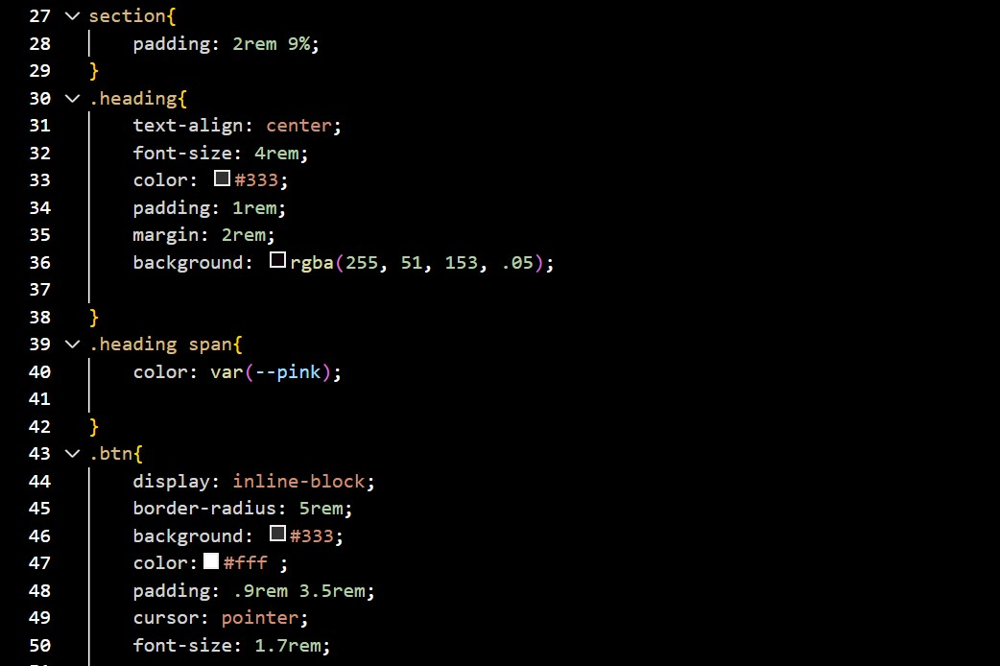 27 section{
28     padding: 2rem 9%;
29 }
30 .heading{
31     text-align: center;
32     font-size: 4rem;
33     color: #333;
34     padding: 1rem;
35     margin: 2rem;
36     background: rgba(255, 51, 153, .05);
37
38 }
39 .heading span{
40     color: var(--pink);
41
42 }
43 .btn{
44     display: inline-block;
45     border-radius: 5rem;
46     background: #333;
47     color:#fff ;
48     padding: .9rem 3.5rem;
49     cursor: pointer;
50     font-size: 1.7rem;